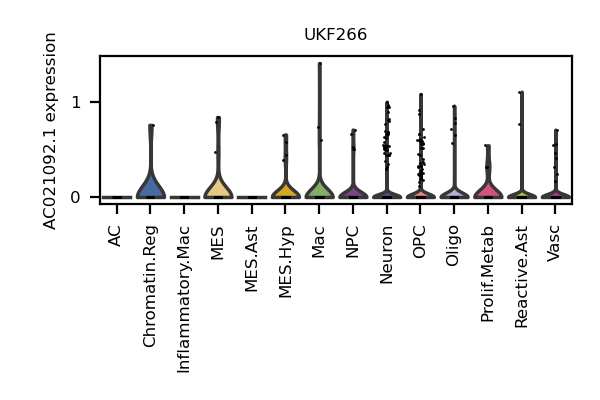 UKF266
AC021092.1 expression
1
0
AC
Chromatin.Reg
Inflammatory.Mac
MES
MES.Ast
MES.Hyp
Mac
NPC
Neuron
OPC
Oligo
Prolif.Metab
Reactive.Ast
Vasc